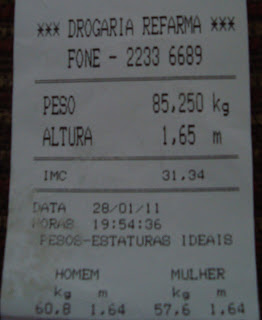 *** DROGARIA REFARMA ***
FONE - 2233 6689
PESO 85,250 kg
ALTURA 1,65 m
IMC 31,34
DATA 28/01/11
HORAS 19:54:36
PESOS-ESTATURAS IDEAIS
HOMEM MULHER
kg m kg m
60.8 1.64 57.6 1.64